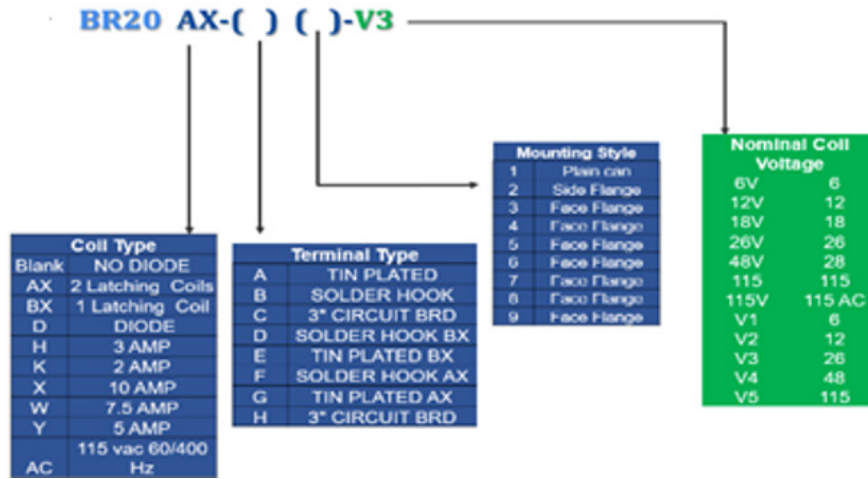 BR20 AX-( ) ( )-V3
Coil Type
Blank NO DIODE
AX 2 Latching Coils
BX 1 Latching Coil
D DIODE
H 3 AMP
K 2 AMP
X 10 AMP
W 7.5 AMP
Y 5 AMP
115 vac 60/400
AC Hz
Terminal Type
A TIN PLATED
B SOLDER HOOK
C 3" CIRCUIT BRD
D SOLDER HOOK BX
E TIN PLATED BX
F SOLDER HOOK AX
G TIN PLATED AX
H 3" CIRCUIT BRD
Mounting Style
1 Plain can
2 Side Flange
3 Face Flange
4 Face Flange
5 Face Flange
6 Face Flange
7 Face Flange
8 Face Flange
9 Face Flange
Nominal Coil
Voltage
6V 6
12V 12
18V 18
26V 26
48V 28
115 115
115V 115 AC
V1 6
V2 12
V3 26
V4 48
V5 115